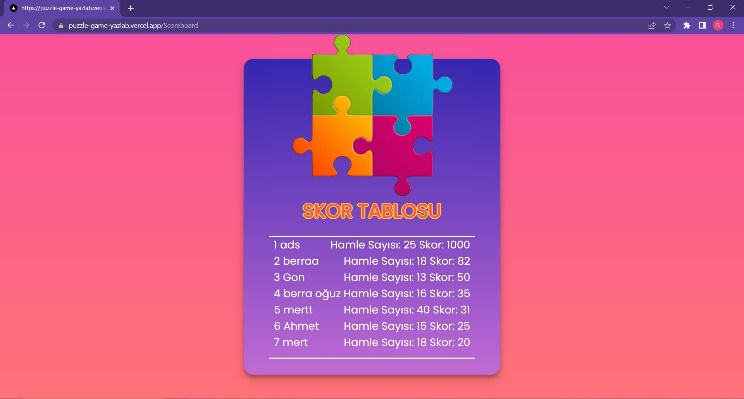 https://puzzle-game-yazlab.verc
puzzle-game-yazlab.vercel.app/Scoreboard
SKOR TABLOSU
1 ads Hamle Sayısı: 25 Skor: 1000
2 berraa Hamle Sayısı: 18 Skor: 82
3 Gon Hamle Sayısı: 13 Skor: 50
4 berra oğuz Hamle Sayısı: 16 Skor: 35
5 mertt Hamle Sayısı: 40 Skor: 31
6 Ahmet Hamle Sayısı: 15 Skor: 25
7 mert Hamle Sayısı: 18 Skor: 20